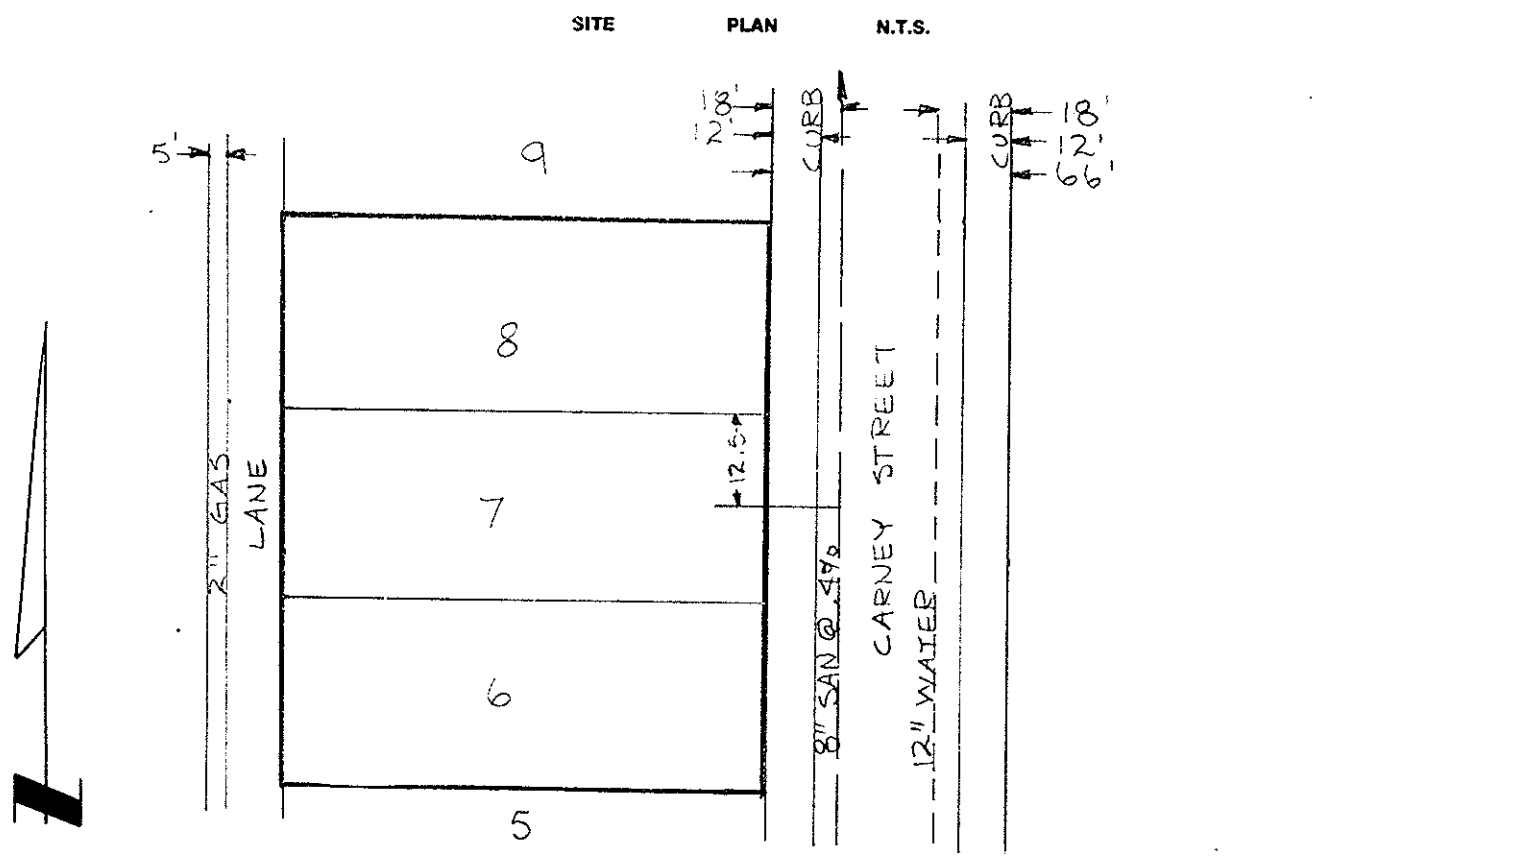 SITE PLAN N.T.S.
18'
12'
CURB
CURB
18'
12'
66'
5'
9
8
12.5
7
6
5
2" GAS
LANE
8" SAN @ .4%
CARNEY STREET
12" WATER